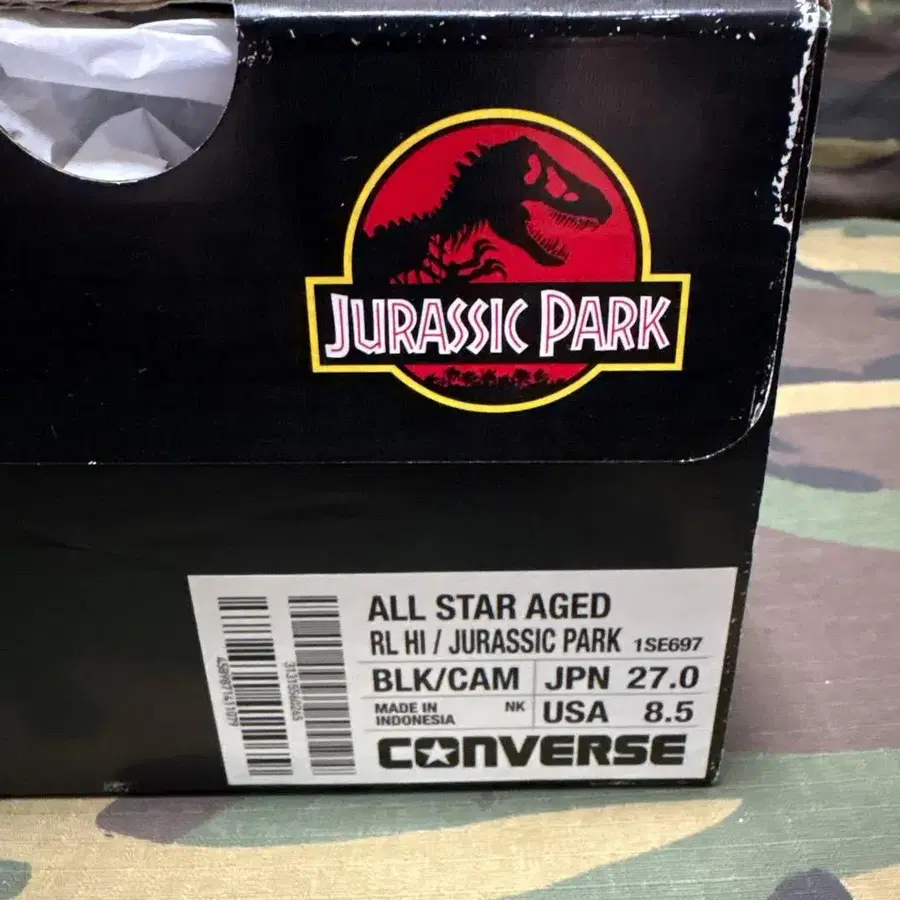 JURASSIC PARK
ALL STAR AGED
RL HI / JURASSIC PARK 1SE697
BLK/CAM JPN 27.0
MADE IN INDONESIA NK USA 8.5
CONVERSE
31315560265